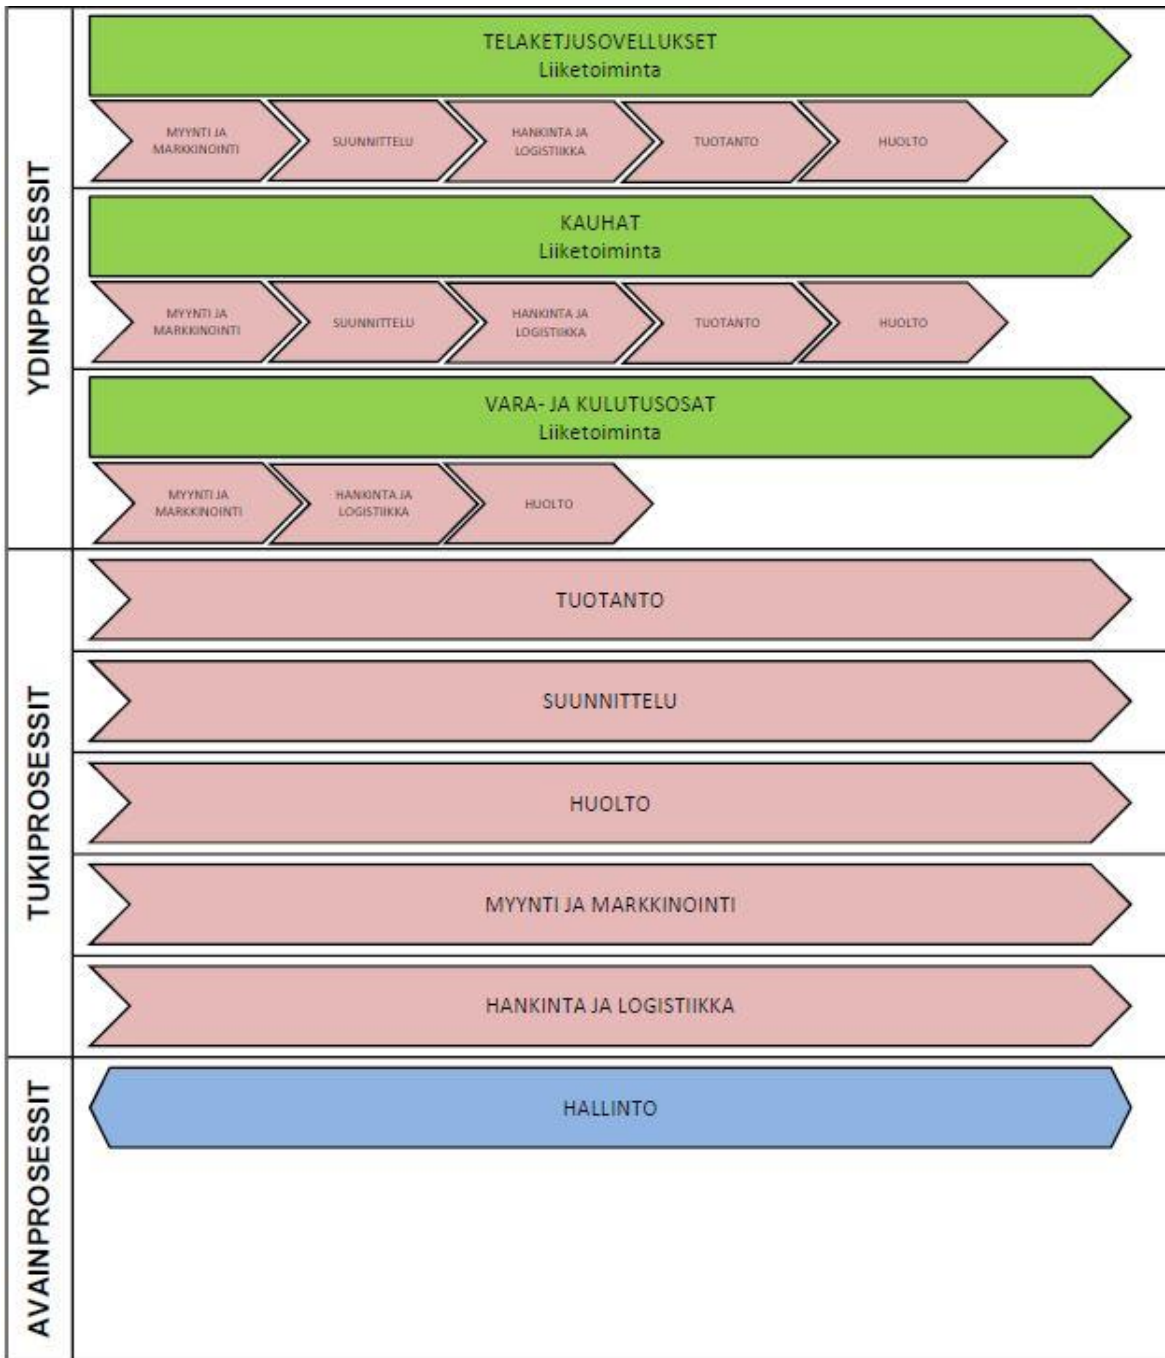 YDINPROSESSIT
TELAKETJUSOVELLUKSET
Liiketoiminta
MYYNTI JA
MARKKINOINTI
SUUNNITTELU
HANKINTA JA
LOGISTIIKKA
TUOTANTO
HUOLTO
KAUHAT
Liiketoiminta
MYYNTI JA
MARKKINOINTI
SUUNNITTELU
HANKINTA JA
LOGISTIIKKA
TUOTANTO
HUOLTO
VARA- JA KULUTUSOSAT
Liiketoiminta
MYYNTI JA
MARKKINOINTI
HANKINTA JA
LOGISTIIKKA
HUOLTO
TUKIPROSESSIT
TUOTANTO
SUUNNITTELU
HUOLTO
MYYNTI JA MARKKINOINTI
HANKINTA JA LOGISTIIKKA
AVAINPROSESSIT
HALLINTO